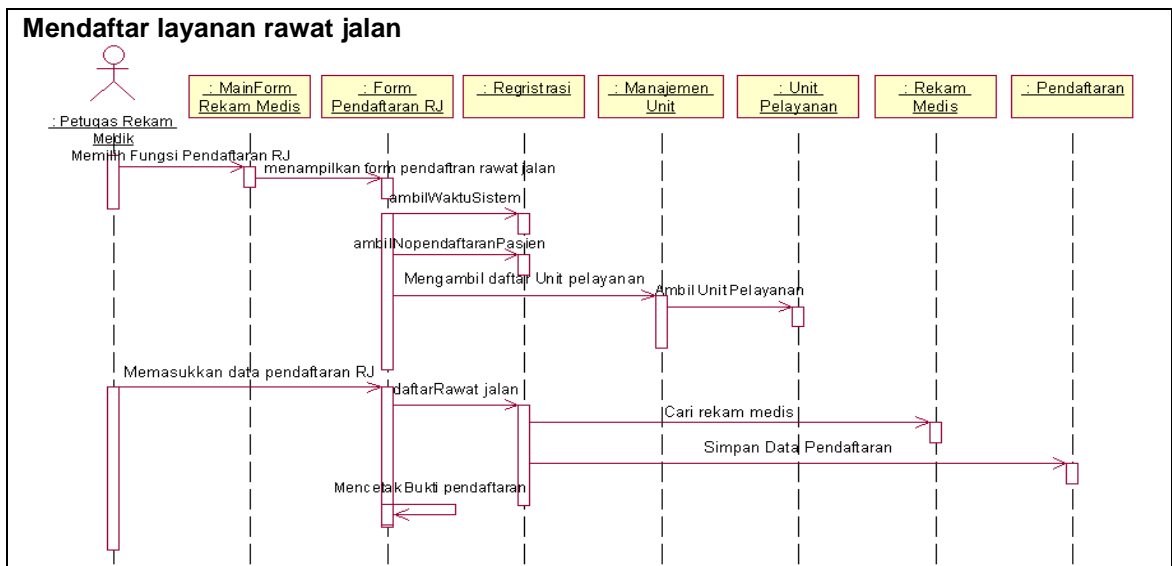 Mendaftar layanan rawat jalan
: MainForm
Rekam Medis
: Form
Pendaftaran RJ
: Regristrasi
: Manajemen
Unit
: Unit
Pelayanan
: Rekam
Medis
: Pendaftaran
: Petugas Rekam
Medik
Memilih Fungsi Pendaftaran RJ
menampilkan form pendaftran rawat jalan
ambilWaktuSistem
ambilNopendaftaranPasien
Mengambil daftar Unit pelayanan
Ambil Unit Pelayanan
Memasukkan data pendaftaran RJ
daftarRawat jalan
Cari rekam medis
Simpan Data Pendaftaran
Mencetak Bukti pendaftaran